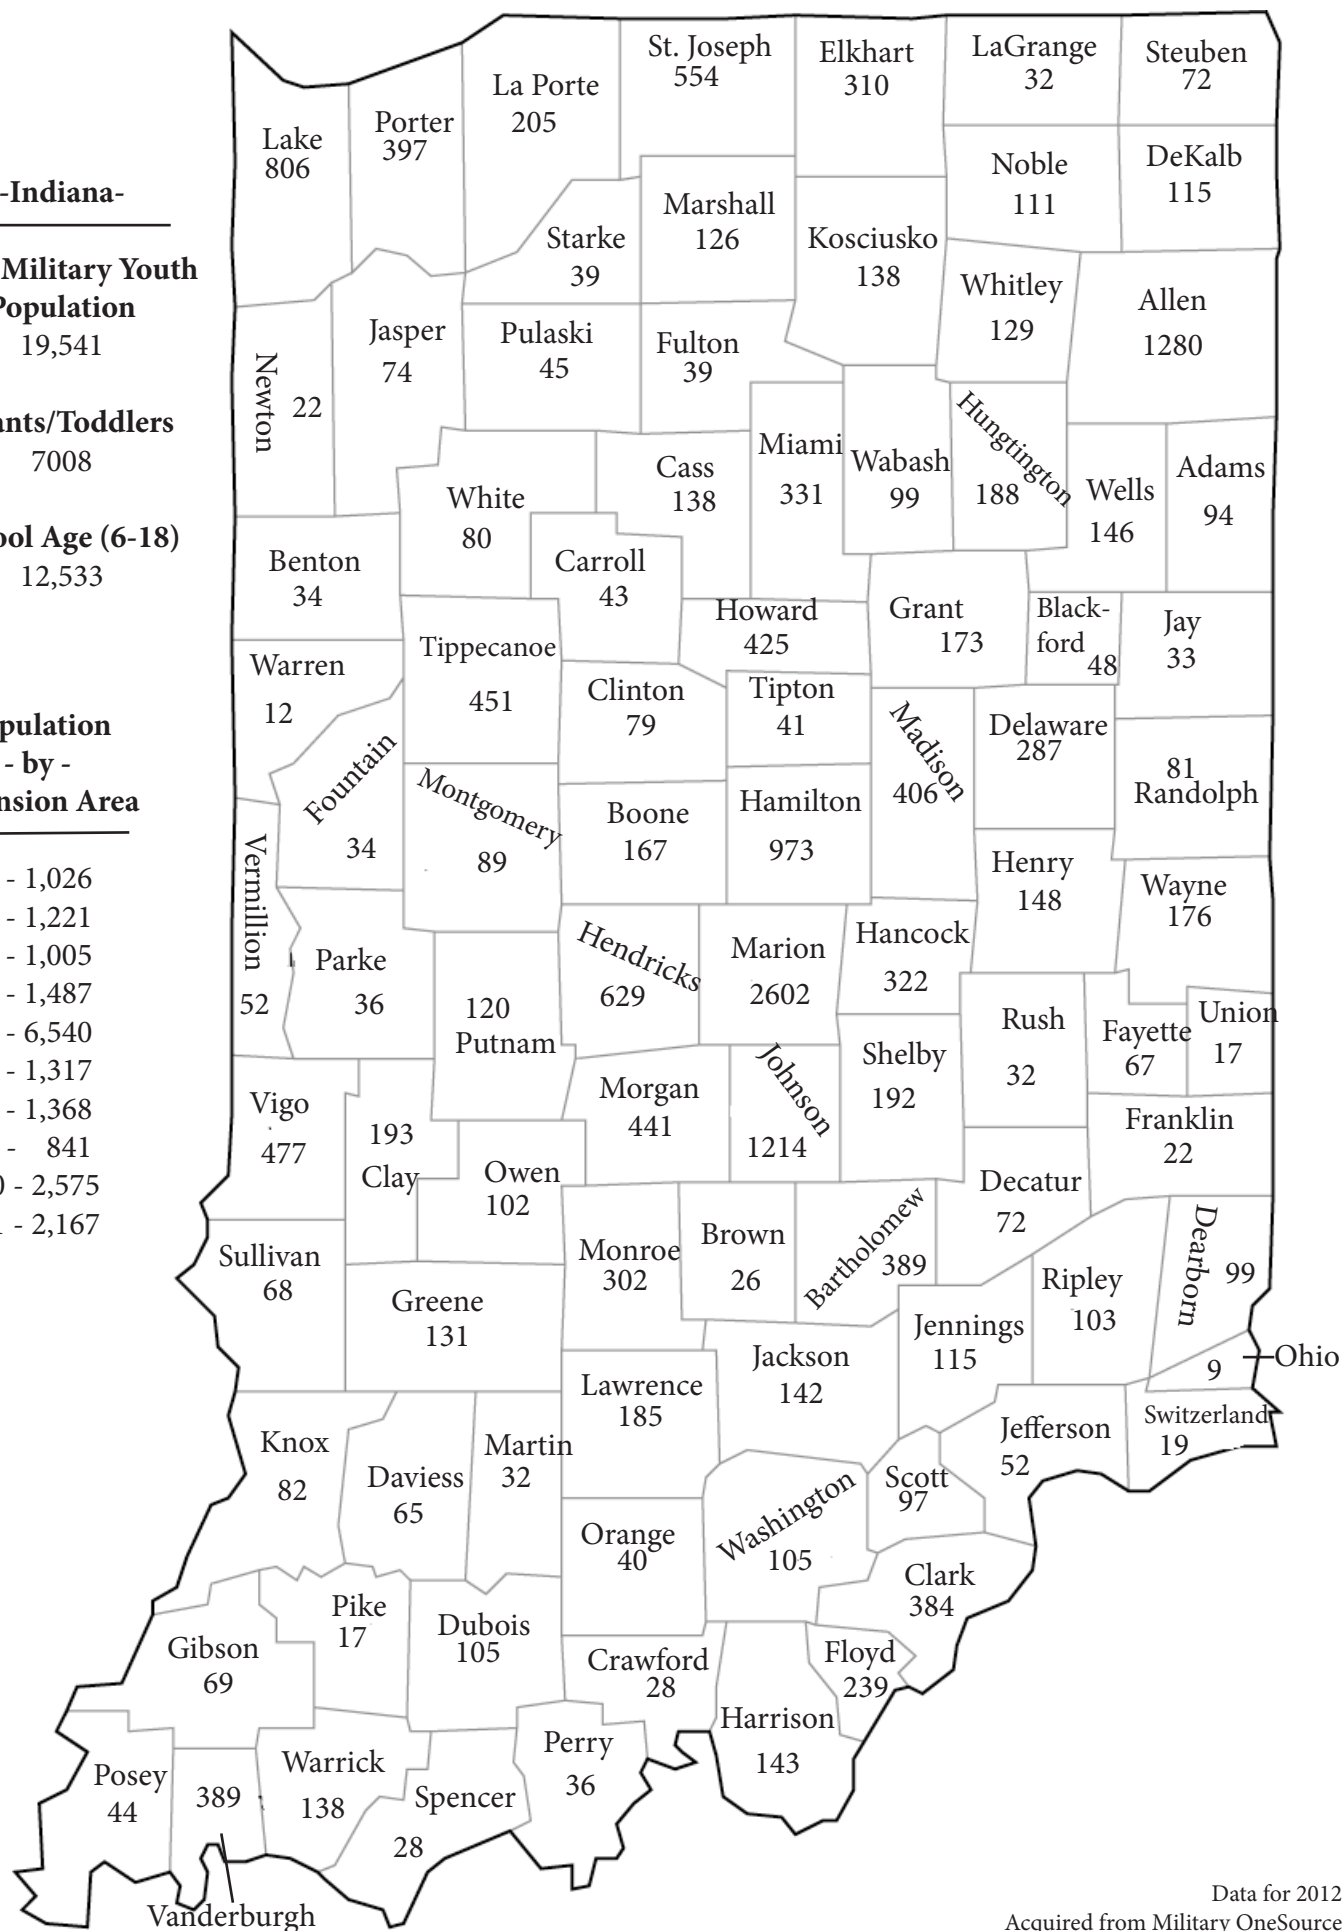 -Indiana-
Military Youth
Population
19,541
ants/Toddlers
7008
ool Age (6-18)
12,533
pulation
- by -
nsion Area
- 1,026
- 1,221
- 1,005
- 1,487
- 6,540
- 1,317
- 1,368
- 841
0 - 2,575
- 2,167
Lake
806
Porter
397
La Porte
205
St. Joseph
554
Elkhart
310
LaGrange
32
Steuben
72
Noble
111
DeKalb
115
Starke
39
Marshall
126
Kosciusko
138
Whitley
129
Allen
1280
Newton
22
Jasper
74
Pulaski
45
Fulton
39
Miami
331
Wabash
99
Hungtington
188
Wells
146
Adams
94
White
80
Cass
138
Benton
34
Carroll
43
Howard
425
Grant
173
Black-
ford
48
Jay
33
Warren
12
Tippecanoe
451
Clinton
79
Tipton
41
Madison
406
Delaware
287
81
Randolph
Fountain
34
Montgomery
89
Boone
167
Hamilton
973
Henry
148
Wayne
176
Vermillion
52
Parke
36
120
Putnam
Hendricks
629
Marion
2602
Hancock
322
Rush
32
Fayette
67
Union
17
Vigo
477
193
Clay
Owen
102
Morgan
441
Johnson
1214
Shelby
192
Franklin
22
Decatur
72
Sullivan
68
Greene
131
Monroe
302
Brown
26
Bartholomew
389
Jennings
115
Ripley
103
Dearborn
99
9
Ohio
Knox
82
Daviess
65
Martin
32
Lawrence
185
Jackson
142
Jefferson
52
Switzerland
19
Orange
40
Washington
105
Scott
97
Clark
384
Gibson
69
Pike
17
Dubois
105
Crawford
28
Floyd
239
Harrison
143
Posey
44
389
Vanderburgh
Warrick
138
Spencer
28
Perry
36
Data for 2012
Acquired from Military OneSource